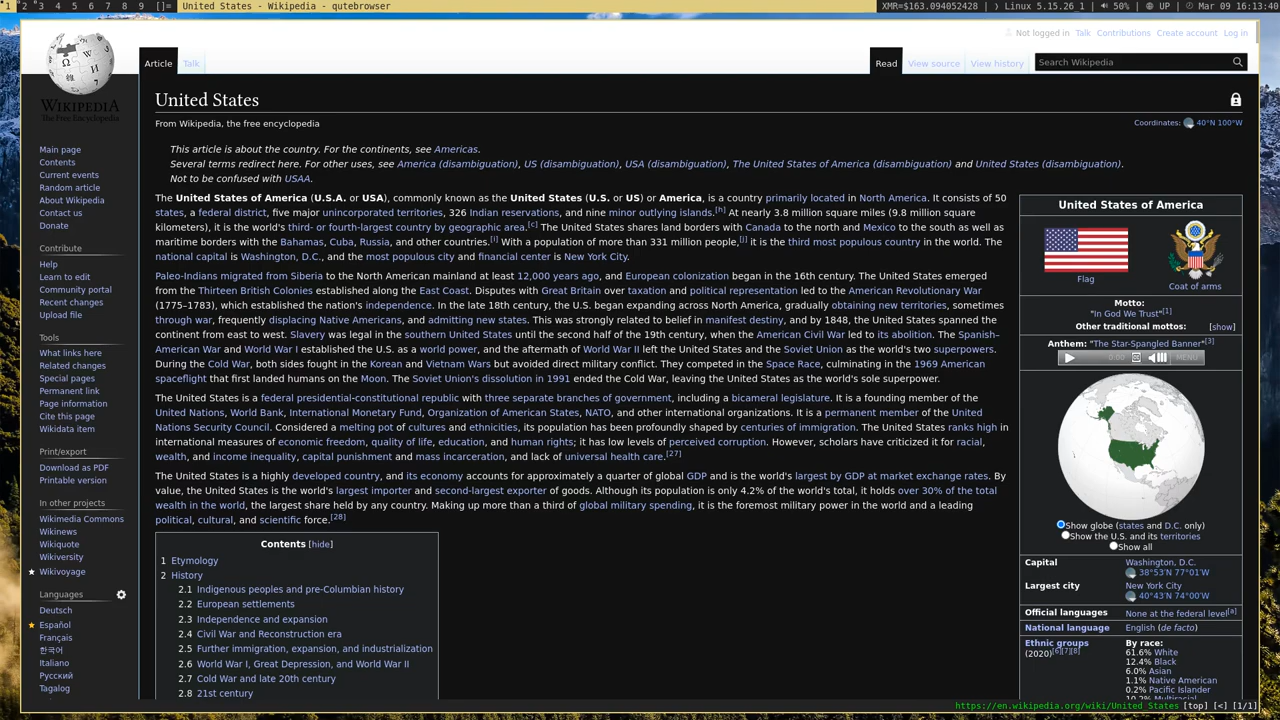 1 2 3 4 5 6 7 8 9 []= United States - Wikipedia - qutebrowser
XMR=$163.094052428 | Linux 5.15.26_1 | 50% | UP | Mar 09 16:13:40
Not logged in Talk Contributions Create account Log in
Article Talk
Read View source View history Search Wikipedia
WIKIPEDIA
The Free Encyclopedia
Main page
Contents
Current events
Random article
About Wikipedia
Contact us
Donate
Contribute
Help
Learn to edit
Community portal
Recent changes
Upload file
Tools
What links here
Related changes
Special pages
Permanent link
Page information
Cite this page
Wikidata item
Print/export
Download as PDF
Printable version
In other projects
Wikimedia Commons
Wikinews
Wikiquote
Wikiversity
Wikivoyage
Languages
Deutsch
Español
Français
한국어
Italiano
Русский
Tagalog
United States
From Wikipedia, the free encyclopedia
Coordinates: 40°N 100°W
This article is about the country. For the continents, see Americas.
Several terms redirect here. For other uses, see America (disambiguation), US (disambiguation), USA (disambiguation), The United States of America (disambiguation) and United States (disambiguation).
Not to be confused with USAA.
The United States of America (U.S.A. or USA), commonly known as the United States (U.S. or US) or America, is a country primarily located in North America. It consists of 50
states, a federal district, five major unincorporated territories, 326 Indian reservations, and nine minor outlying islands.[h] At nearly 3.8 million square miles (9.8 million square
kilometers), it is the world's third- or fourth-largest country by geographic area.[c] The United States shares land borders with Canada to the north and Mexico to the south as well as
maritime borders with the Bahamas, Cuba, Russia, and other countries.[i] With a population of more than 331 million people,[j] it is the third most populous country in the world. The
national capital is Washington, D.C., and the most populous city and financial center is New York City.
Paleo-Indians migrated from Siberia to the North American mainland at least 12,000 years ago, and European colonization began in the 16th century. The United States emerged
from the Thirteen British Colonies established along the East Coast. Disputes with Great Britain over taxation and political representation led to the American Revolutionary War
(1775–1783), which established the nation's independence. In the late 18th century, the U.S. began expanding across North America, gradually obtaining new territories, sometimes
through war, frequently displacing Native Americans, and admitting new states. This was strongly related to belief in manifest destiny, and by 1848, the United States spanned the
continent from east to west. Slavery was legal in the southern United States until the second half of the 19th century, when the American Civil War led to its abolition. The Spanish–
American War and World War I established the U.S. as a world power, and the aftermath of World War II left the United States and the Soviet Union as the world's two superpowers.
During the Cold War, both sides fought in the Korean and Vietnam Wars but avoided direct military conflict. They competed in the Space Race, culminating in the 1969 American
spaceflight that first landed humans on the Moon. The Soviet Union's dissolution in 1991 ended the Cold War, leaving the United States as the world's sole superpower.
The United States is a federal presidential-constitutional republic with three separate branches of government, including a bicameral legislature. It is a founding member of the
United Nations, World Bank, International Monetary Fund, Organization of American States, NATO, and other international organizations. It is a permanent member of the United
Nations Security Council. Considered a melting pot of cultures and ethnicities, its population has been profoundly shaped by centuries of immigration. The United States ranks high in
international measures of economic freedom, quality of life, education, and human rights; it has low levels of perceived corruption. However, scholars have criticized it for racial,
wealth, and income inequality, capital punishment and mass incarceration, and lack of universal health care.[27]
The United States is a highly developed country, and its economy accounts for approximately a quarter of global GDP and is the world's largest by GDP at market exchange rates. By
value, the United States is the world's largest importer and second-largest exporter of goods. Although its population is only 4.2% of the world's total, it holds over 30% of the total
wealth in the world, the largest share held by any country. Making up more than a third of global military spending, it is the foremost military power in the world and a leading
political, cultural, and scientific force.[28]
Contents [hide]
1 Etymology
2 History
2.1 Indigenous peoples and pre-Columbian history
2.2 European settlements
2.3 Independence and expansion
2.4 Civil War and Reconstruction era
2.5 Further immigration, expansion, and industrialization
2.6 World War I, Great Depression, and World War II
2.7 Cold War and late 20th century
2.8 21st century
United States of America
Flag
Coat of arms
Motto:
"In God We Trust"[1]
Other traditional mottos: [show]
Anthem: "The Star-Spangled Banner"[3]
0:00 MENU
Show globe (states and D.C. only)
Show the U.S. and its territories
Show all
Capital Washington, D.C.
38°53′N 77°01′W
Largest city New York City
40°43′N 74°00′W
Official languages None at the federal level[a]
National language English (de facto)
Ethnic groups By race:
(2020)[6][7][8] 61.6% White
12.4% Black
6.0% Asian
1.1% Native American
0.2% Pacific Islander
10.2% Multiracial
https://en.wikipedia.org/wiki/United_States [top] [<] [1/1]